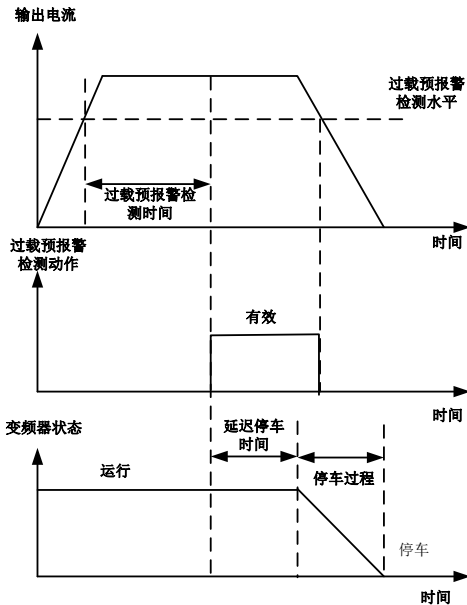 输出电流
过载预报警
检测水平
过载预报警检
测时间
时间
过载预报警
检测动作
有效
时间
变频器状态
延迟停车
时间
运行
停车过程
停车
时间